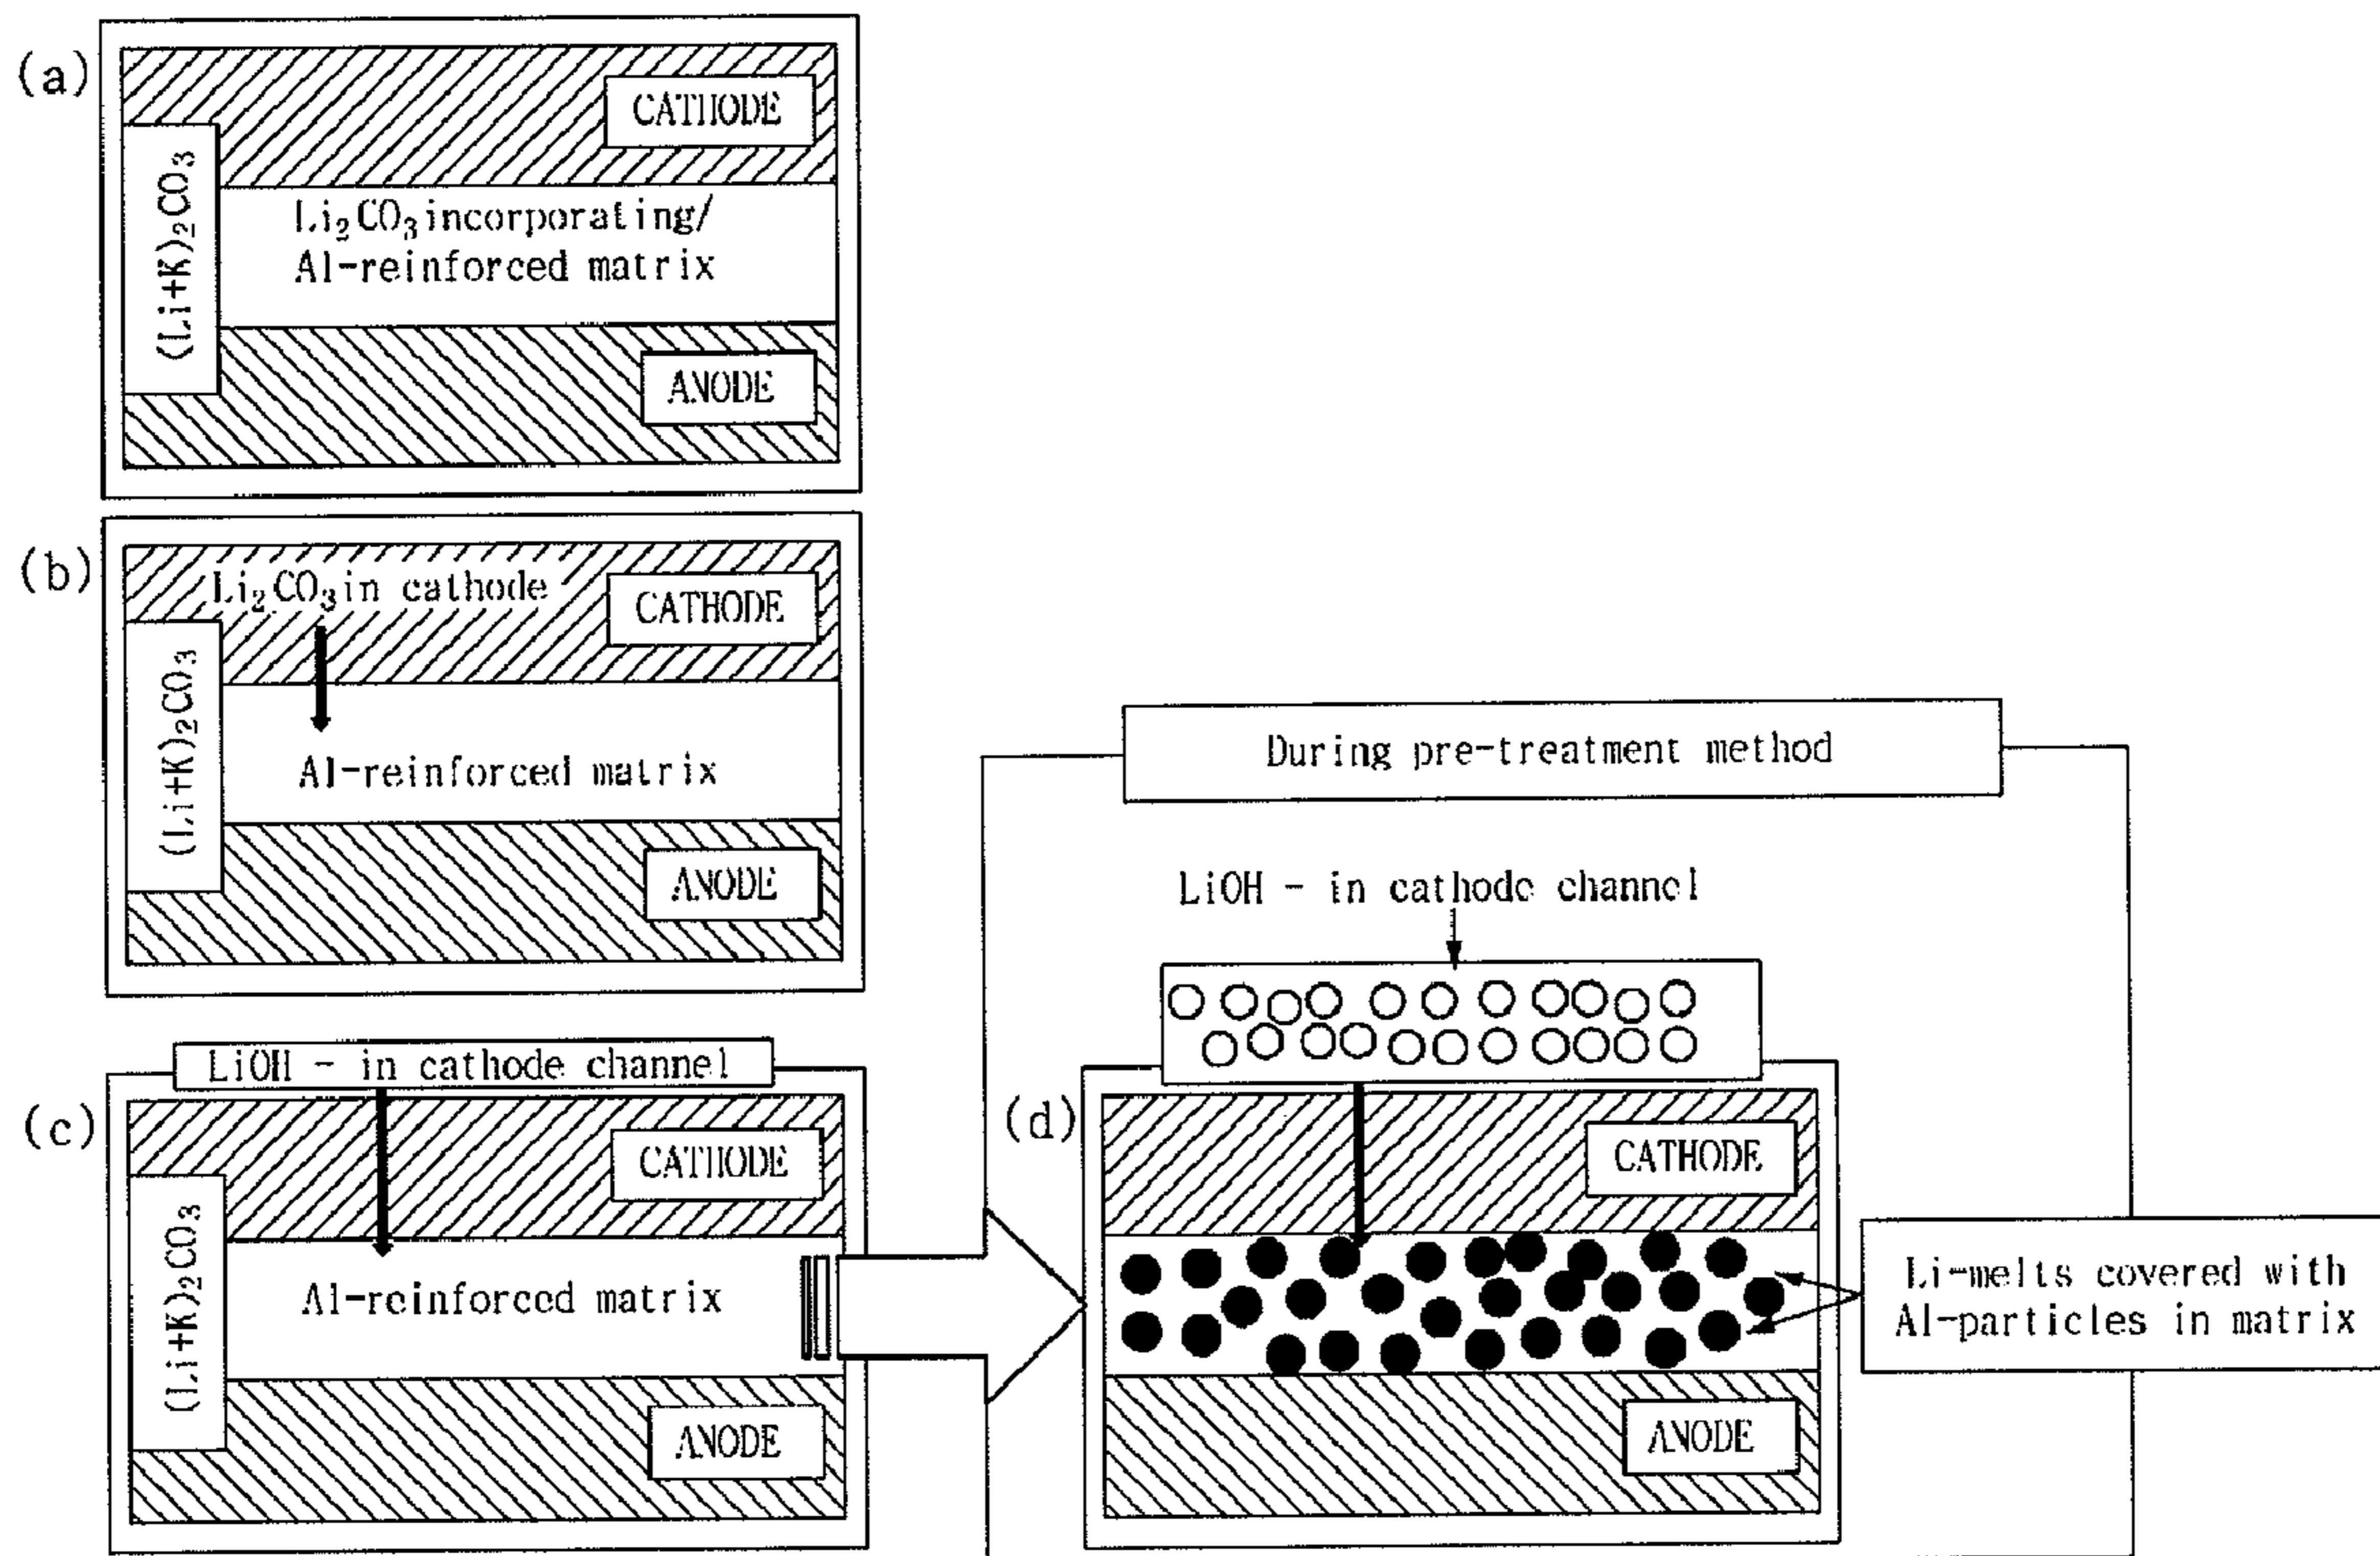 (a)
CATHODE
(Li+K)₂CO₃
Li₂CO₃ incorporating/
Al-reinforced matrix
ANODE
(b)
Li₂CO₃ in cathode
CATHODE
(Li+K)₂CO₃
Al-reinforced matrix
ANODE
(c)
LiOH - in cathode channel
CATHODE
(Li+K)₂CO₃
Al-reinforced matrix
ANODE
During pre-treatment method
LiOH - in cathode channel
(d)
CATHODE
Li-melts covered with
Al-particles in matrix
ANODE